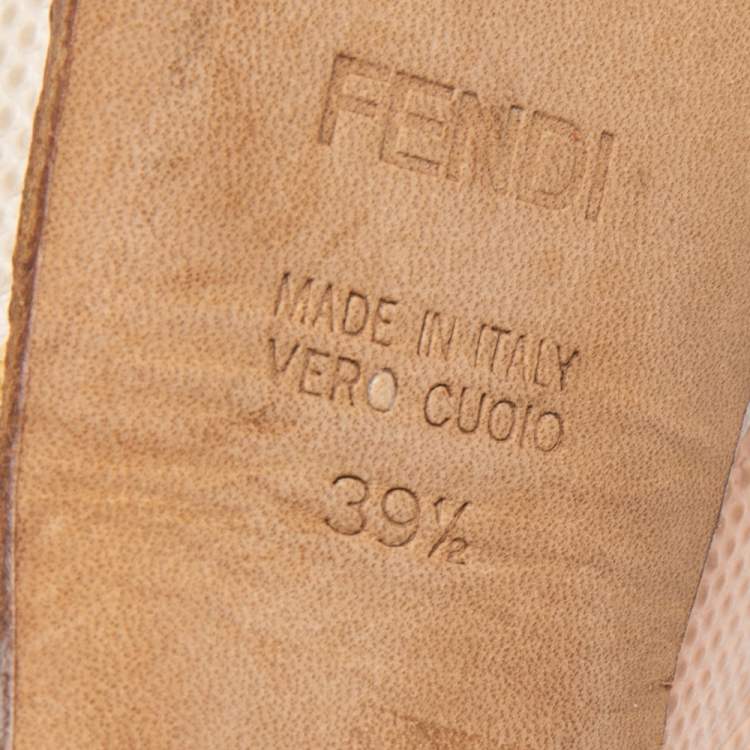 FENDI
MADE IN ITALY
VERO CUOIO
39½